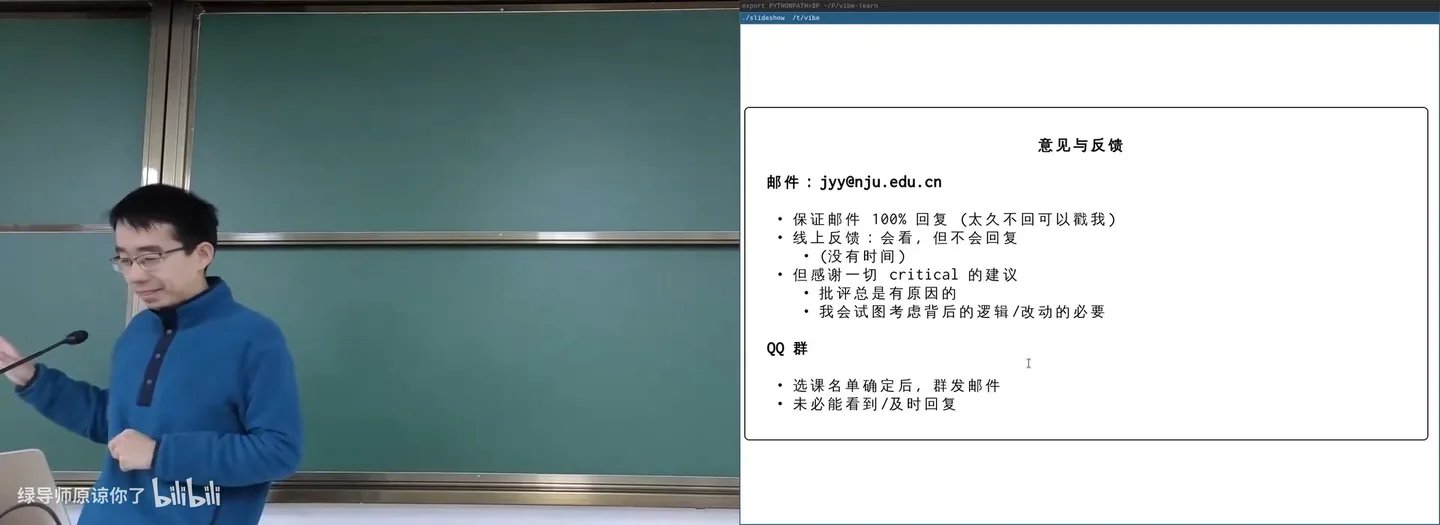 export PYTHONPATH=$P ~/P/vibe-learn
./slideshow /t/vibe
意见与反馈
邮件：jyy@nju.edu.cn
• 保证邮件 100% 回复 (太久不回可以戳我)
• 线上反馈：会看, 但不会回复
• (没有时间)
• 但感谢一切 critical 的建议
• 批评总是有原因的
• 我会试图考虑背后的逻辑/改动的必要
QQ 群
• 选课名单确定后, 群发邮件
• 未必能看到/及时回复
绿导师原谅你了 bilibili